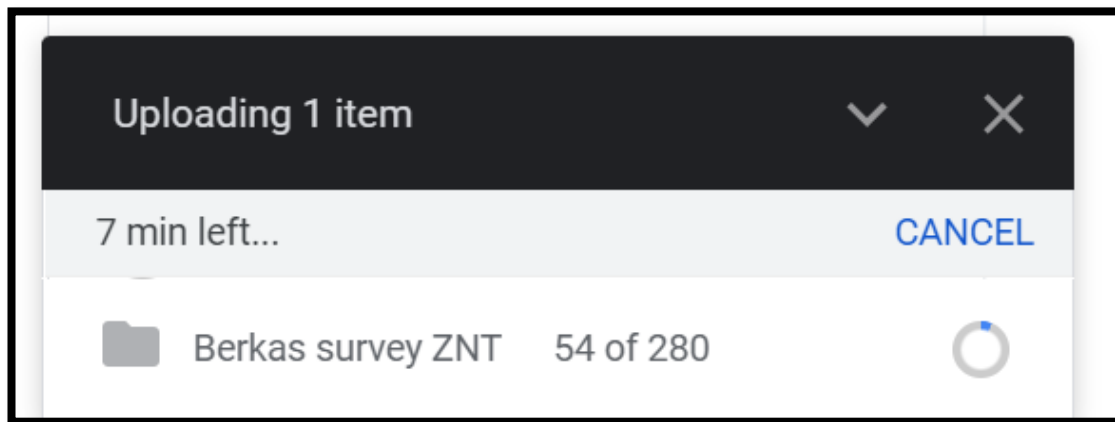 Uploading 1 item
7 min left...
CANCEL
Berkas survey ZNT
54 of 280